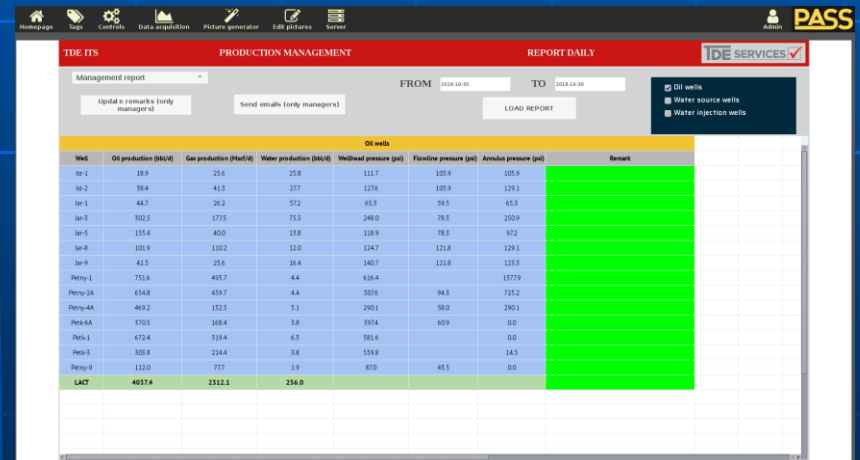 Homepage Tags Controls Data acquisition Picture generator Edit pictures Server Admin PASS
TDE ITS PRODUCTION MANAGEMENT REPORT DAILY TDE SERVICES
Management report FROM 2018-10-30 TO 2018-10-30 Oil wells
Update remarks (only managers) Send emails (only managers) LOAD REPORT Water source wells
Water injection wells
Oil wells
Well Oil production (bbl/d) Gas production (Mscf/d) Water production (bbl/d) Wellhead pressure (psi) Flowline pressure (psi) Annulus pressure (psi) Remark
Ist-1 18.9 25.6 25.8 111.7 105.9 105.9
Ist-2 38.4 41.3 27.7 127.6 105.9 129.1
Jar-1 44.7 26.2 57.2 65.3 59.5 65.3
Jar-3 302.5 177.5 75.5 248.0 78.3 250.9
Jar-5 155.4 40.0 13.8 118.9 78.3 97.2
Jar-8 101.9 110.2 12.0 124.7 121.8 129.1
Jar-9 41.5 25.6 16.4 140.7 121.8 123.3
Petny-1 751.6 493.7 4.4 616.4 1377.9
Petny-2A 654.8 459.7 4.4 507.6 94.3 725.2
Petny-4A 469.2 132.5 3.1 290.1 58.0 290.1
Petk-6A 370.5 168.4 3.8 397.4 60.9 0.0
Petk-1 672.4 319.4 6.3 581.6 0.0
Petk-3 303.8 214.4 3.8 539.8 14.5
Petny-9 112.0 77.7 1.9 87.0 43.5 0.0
LACT 4037.4 2312.1 256.0